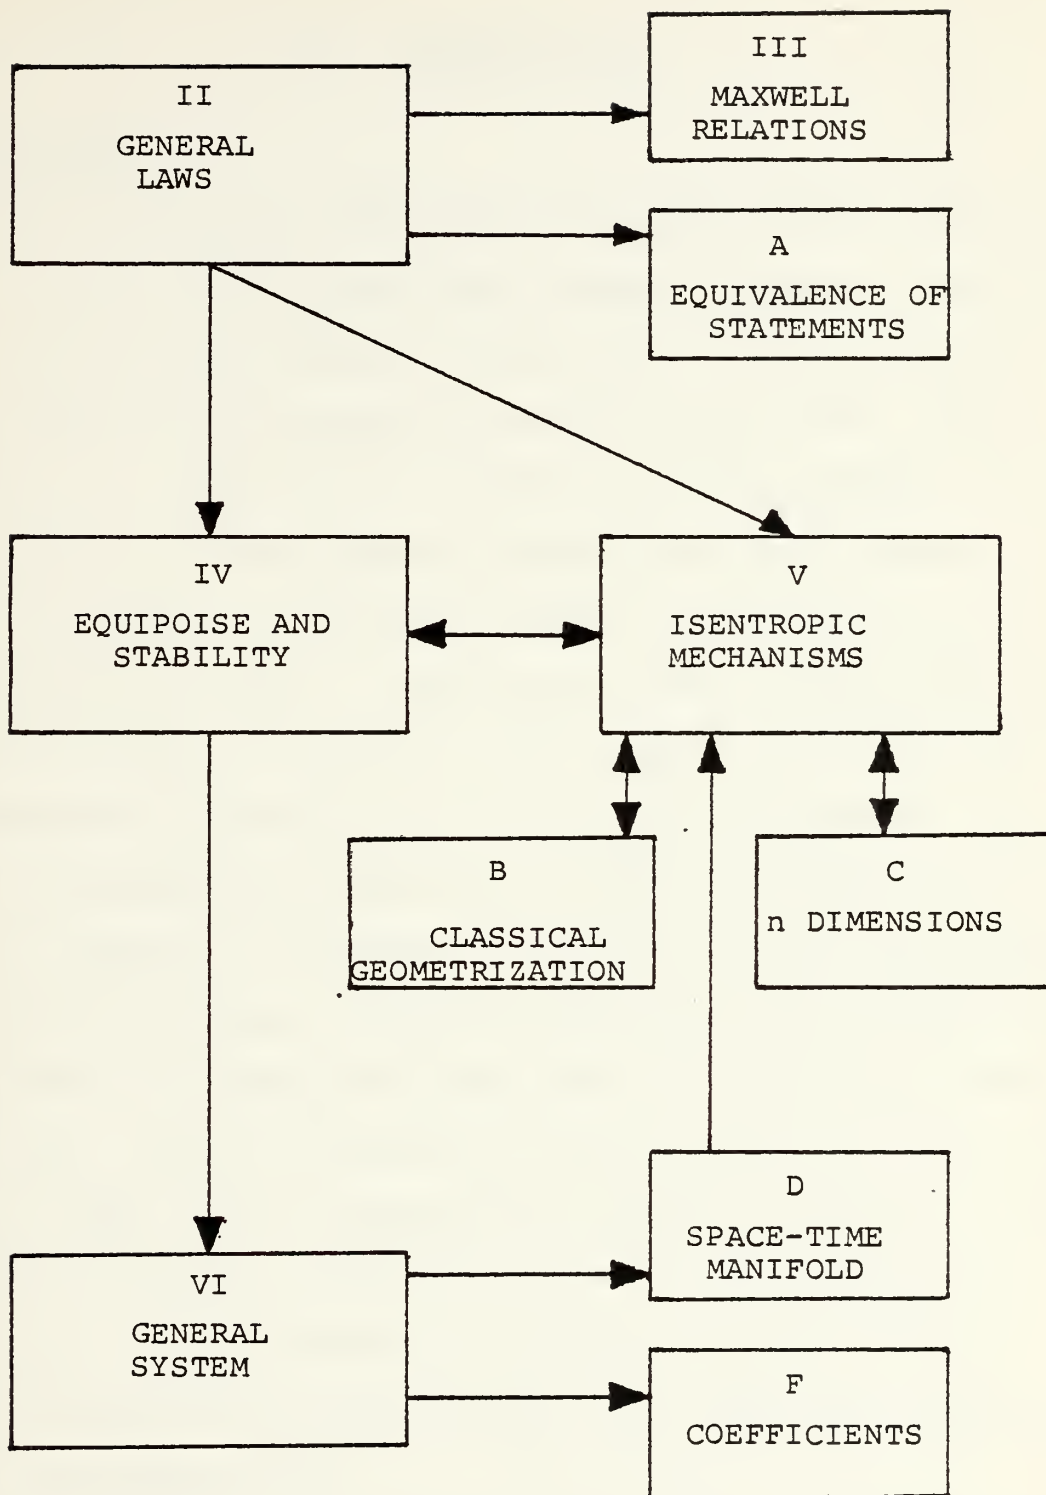 II
GENERAL
LAWS
III
MAXWELL
RELATIONS
A
EQUIVALENCE OF
STATEMENTS
IV
EQUIPOISE AND
STABILITY
V
ISENTROPIC
MECHANISMS
B
CLASSICAL
GEOMETRIZATION
C
n DIMENSIONS
VI
GENERAL
SYSTEM
D
SPACE-TIME
MANIFOLD
F
COEFFICIENTS